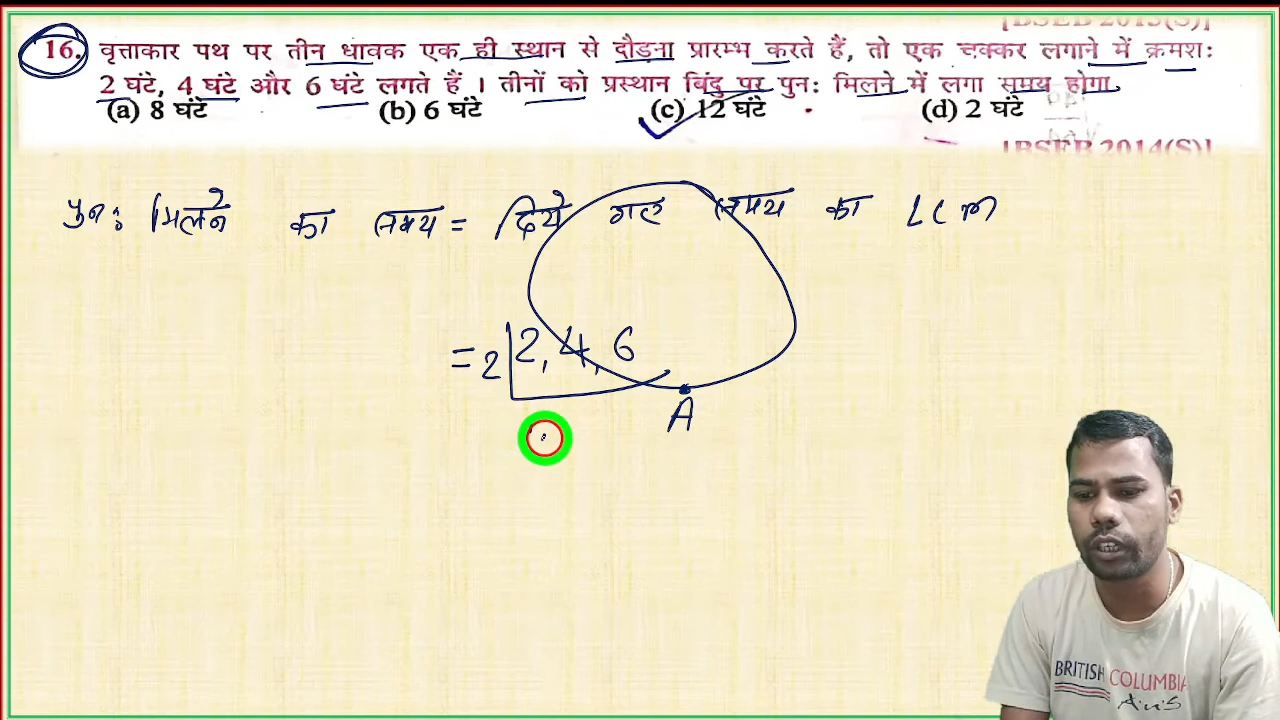 16. वृत्ताकार पथ पर तीन धावक एक ही स्थान से दौड़ना प्रारम्भ करते हैं, तो एक चक्कर लगाने में क्रमशः
2 घंटे, 4 घंटे और 6 घंटे लगते हैं । तीनों को प्रस्थान बिंदु पर पुनः मिलने में लगा समय होगा
(a) 8 घंटे (b) 6 घंटे (c) 12 घंटे (d) 2 घंटे
[BSEB 2014(S)]
पुनः मिलने का समय = दिये गए समय का LCM
= 2 2, 4, 6
A
BRITISH COLUMBIA